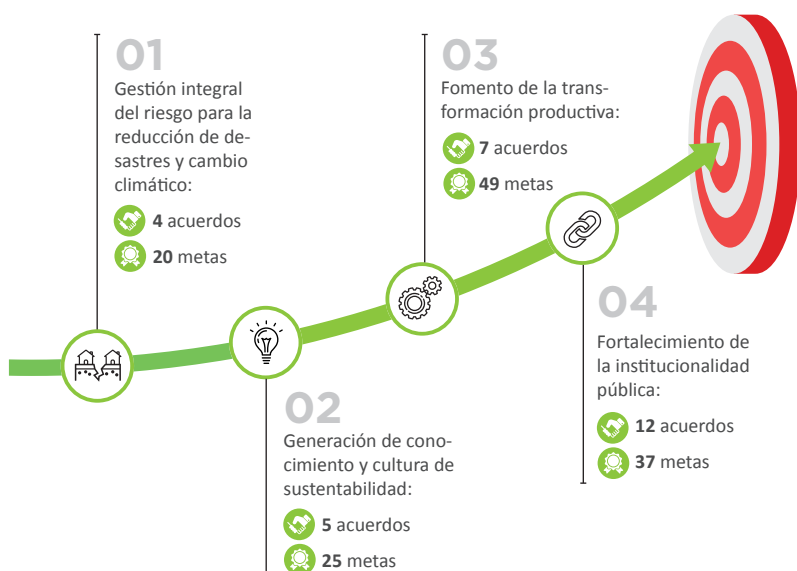 01
Gestión integral
del riesgo para la
reducción de de-
sastres y cambio
climático:
4 acuerdos
20 metas
02
Generación de cono-
cimiento y cultura de
sustentabilidad:
5 acuerdos
25 metas
03
Fomento de la trans-
formación productiva:
7 acuerdos
49 metas
04
Fortalecimiento de
la institucionalidad
pública:
12 acuerdos
37 metas